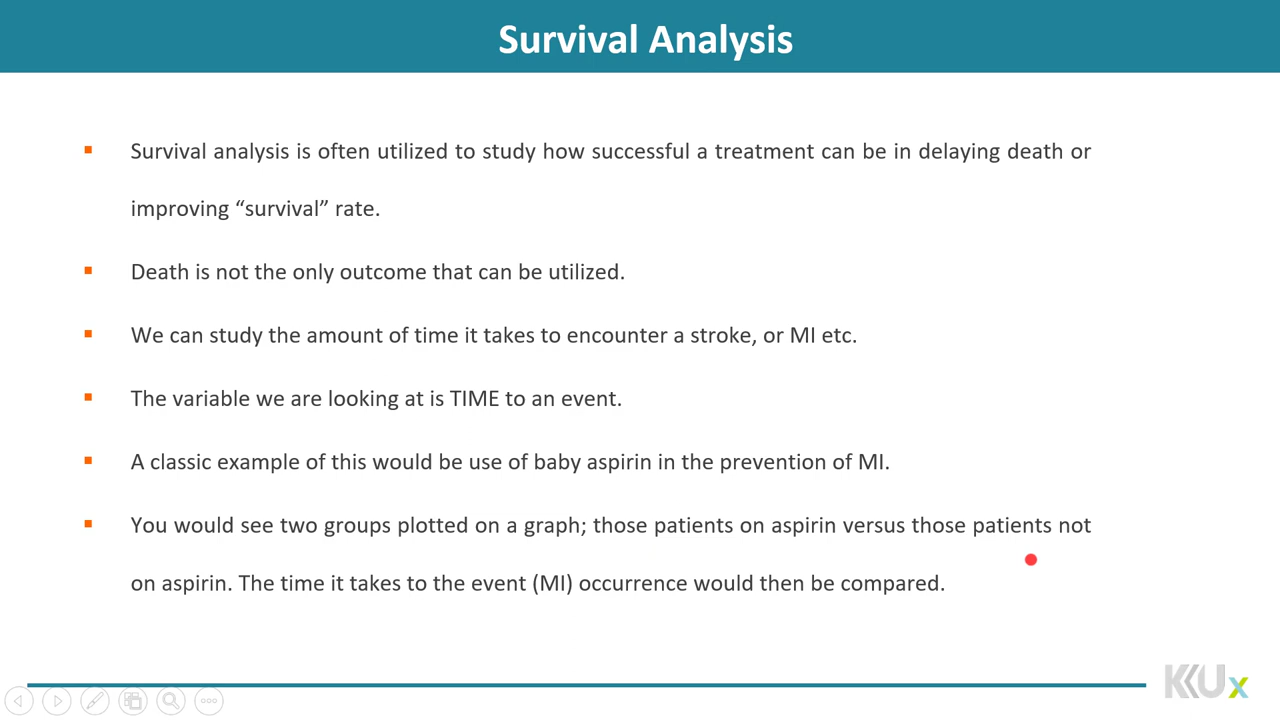 Survival Analysis
Survival analysis is often utilized to study how successful a treatment can be in delaying death or
improving “survival” rate.
Death is not the only outcome that can be utilized.
We can study the amount of time it takes to encounter a stroke, or MI etc.
The variable we are looking at is TIME to an event.
A classic example of this would be use of baby aspirin in the prevention of MI.
You would see two groups plotted on a graph; those patients on aspirin versus those patients not
on aspirin. The time it takes to the event (MI) occurrence would then be compared.
KKUx